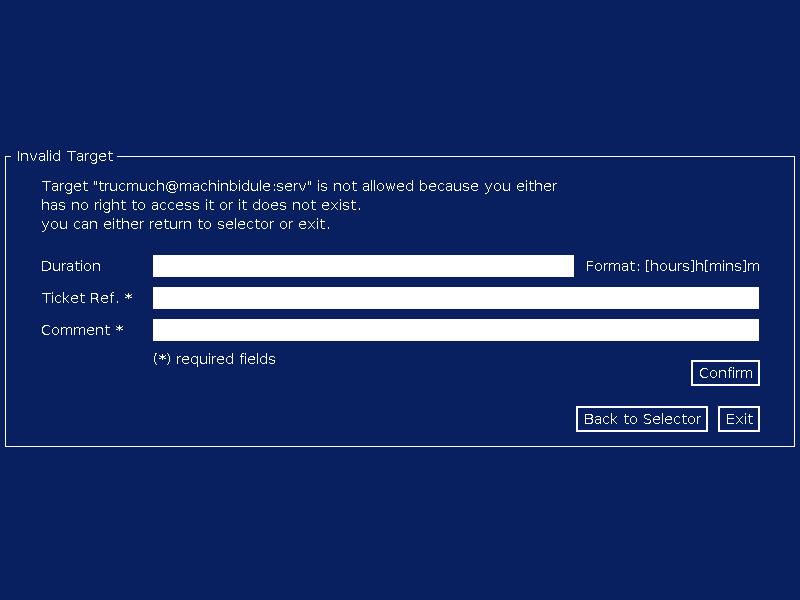 Invalid Target
Target "trucmuch@machinbidule:serv" is not allowed because you either
has no right to access it or it does not exist.
you can either return to selector or exit.
Duration Format: [hours]h[mins]m
Ticket Ref. *
Comment *
(*) required fields
Confirm
Back to Selector Exit